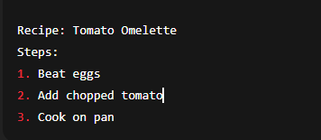 Recipe: Tomato Omelette
Steps:
1. Beat eggs
2. Add chopped tomato
3. Cook on pan